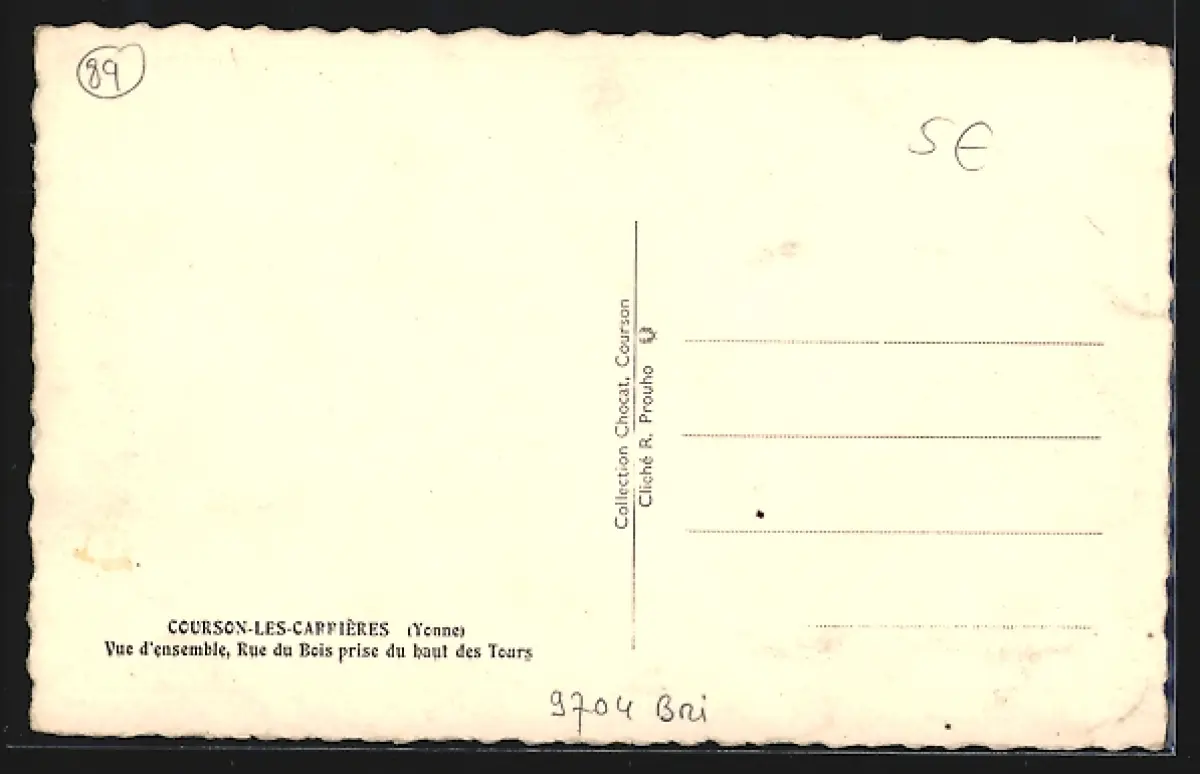 89
5€
Collection Chocat, Courson
Cliché R. Prouho
COURSON-LES-CARRIÈRES (Yonne)
Vue d'ensemble, Rue du Bois prise du haut des Tours
9704 Bri